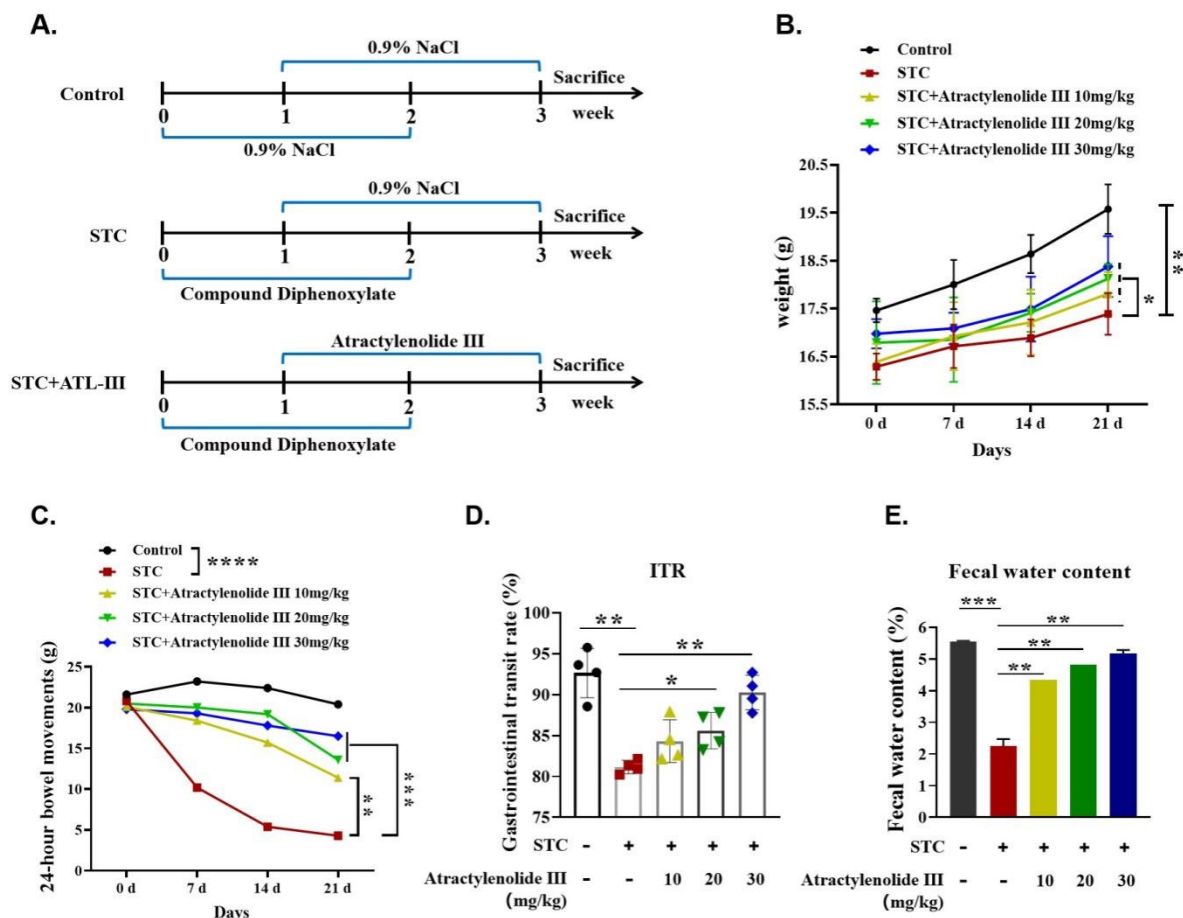 A.
0.9% NaCl
Control
Sacrifice
0 1 2 3 week
0.9% NaCl
0.9% NaCl
STC
Sacrifice
0 1 2 3 week
Compound Diphenoxylate
Atractylenolide III
STC+ATL-III
Sacrifice
0 1 2 3 week
Compound Diphenoxylate
B.
Control
STC
STC+Atractylenolide III 10mg/kg
STC+Atractylenolide III 20mg/kg
STC+Atractylenolide III 30mg/kg
weight (g)
20.5
19.5
18.5
17.5
16.5
15.5
**
*
0 d 7 d 14 d 21 d
Days
C.
Control
****
STC
STC+Atractylenolide III 10mg/kg
STC+Atractylenolide III 20mg/kg
STC+Atractylenolide III 30mg/kg
24-hour bowel movements (g)
25
20
15
10
5
0
***
**
0 d 7 d 14 d 21 d
Days
D.
ITR
Gastrointestinal transit rate (%)
100
95
90
85
80
75
**
**
*
STC - + + + +
Atractylenolide III - - 10 20 30
(mg/kg)
E.
Fecal water content
Fecal water content (%)
6
5
4
3
2
1
0
***
**
**
**
STC - + + + +
Atractylenolide III - - 10 20 30
(mg/kg)